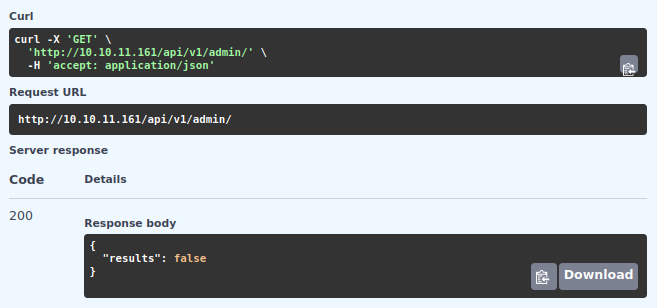 Curl
curl -X 'GET' \
'http://10.10.11.161/api/v1/admin/' \
-H 'accept: application/json'
Request URL
http://10.10.11.161/api/v1/admin/
Server response
Code Details
200
Response body
{
"results": false
}
Download